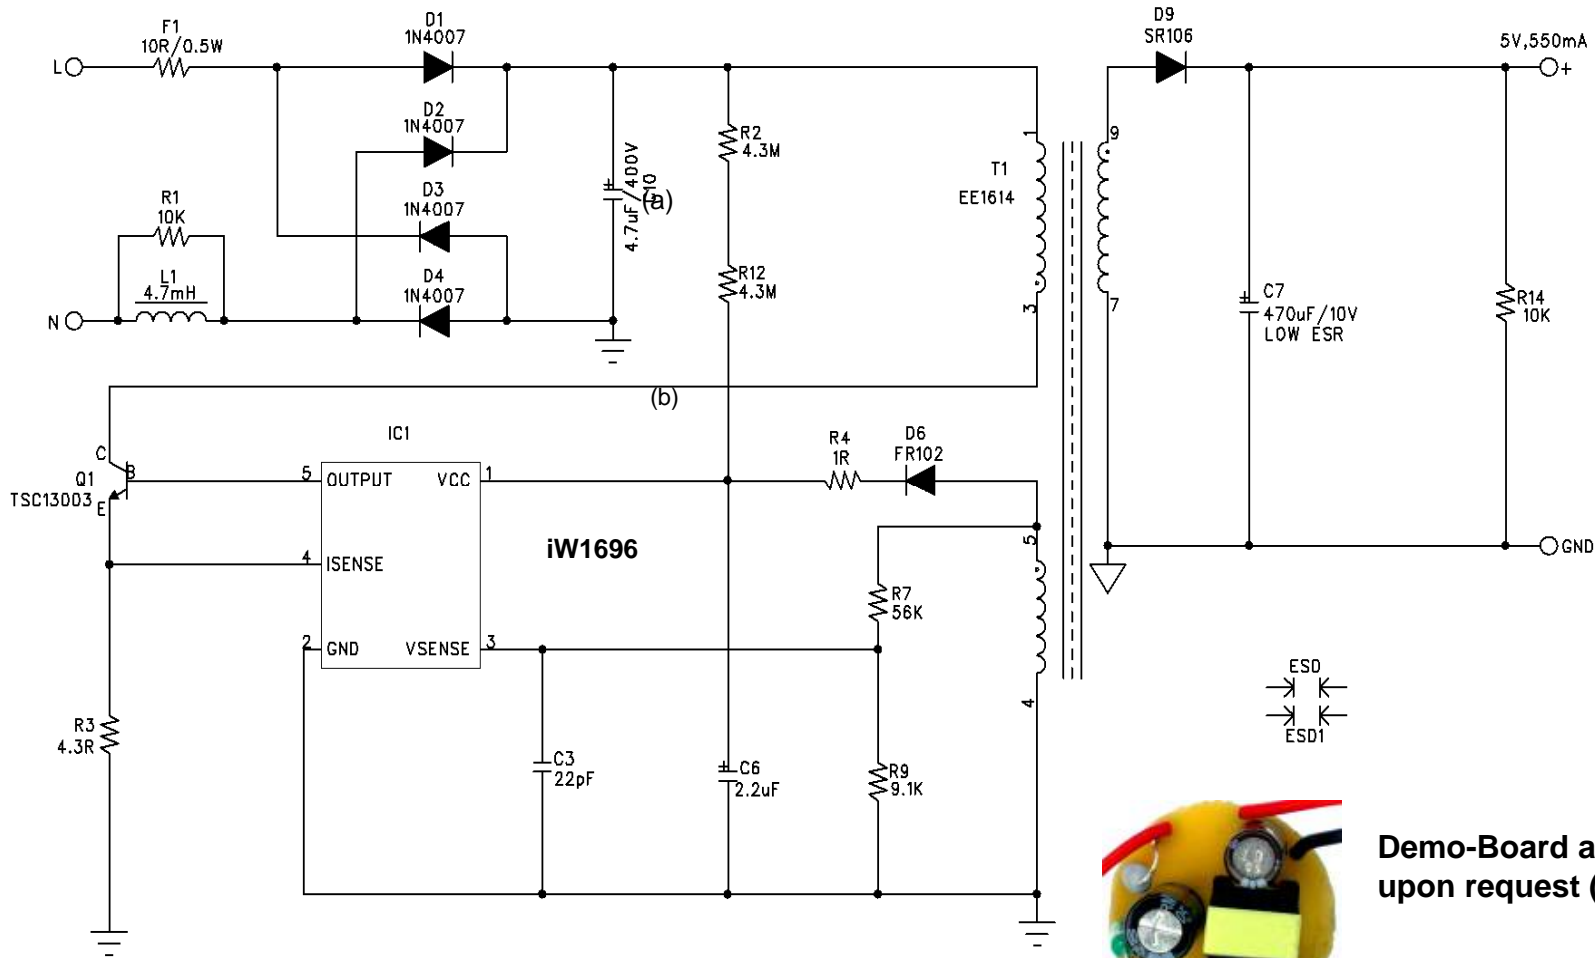 F1
10R/0.5W
L
D1
1N4007
D2
1N4007
D3
1N4007
D4
1N4007
R1
10K
L1
4.7mH
N
4.7uF 400V
(a)
R2
4.3M
R12
4.3M
T1
EE1614
1
3
9
7
D9
SR106
5V,550mA
+
C7
470uF/10V
LOW ESR
R14
10K
GND
(b)
IC1
C
B
E
Q1
TSC13003
5
OUTPUT
VCC
1
4
ISENSE
iW1696
2
GND
VSENSE
3
R4
1R
D6
FR102
5
4
R7
56K
R9
9.1K
R3
4.3R
C3
22pF
C6
2.2uF
ESD
ESD1
Demo-Board a
upon request (